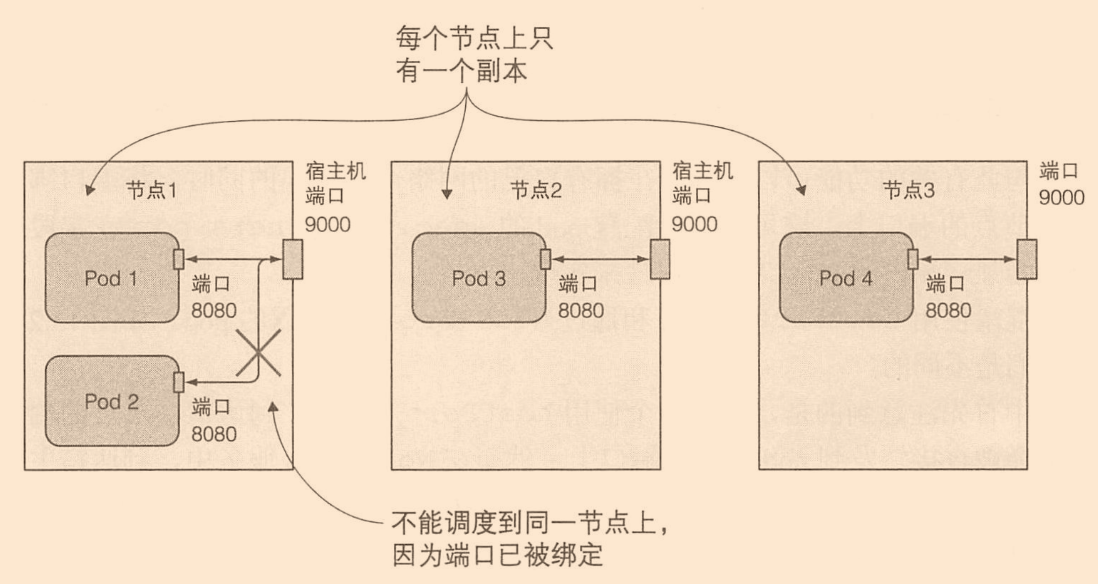 每个节点上只
有一个副本
节点1
宿主机
端口
9000
Pod 1
端口
8080
Pod 2
端口
8080
节点2
宿主机
端口
9000
Pod 3
端口
8080
节点3
端口
9000
Pod 4
端口
8080
不能调度到同一节点上，
因为端口已被绑定